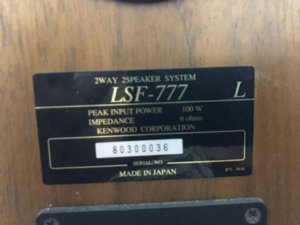 2WAY 2SPEAKER SYSTEM
LSF-777 L
PEAK INPUT POWER 100 W
IMPEDANCE 6 ohms
KENWOOD CORPORATION
80300036
SERIAL NO.
MADE IN JAPAN